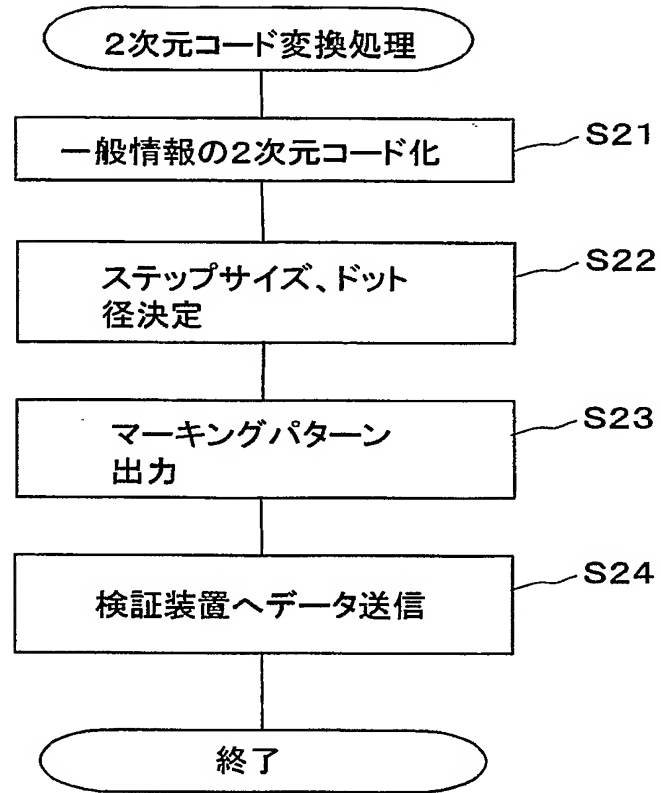 2次元コード変換処理
一般情報の2次元コード化
S21
ステップサイズ、ドット
径決定
S22
マーキングパターン
出力
S23
検証装置へデータ送信
S24
終了